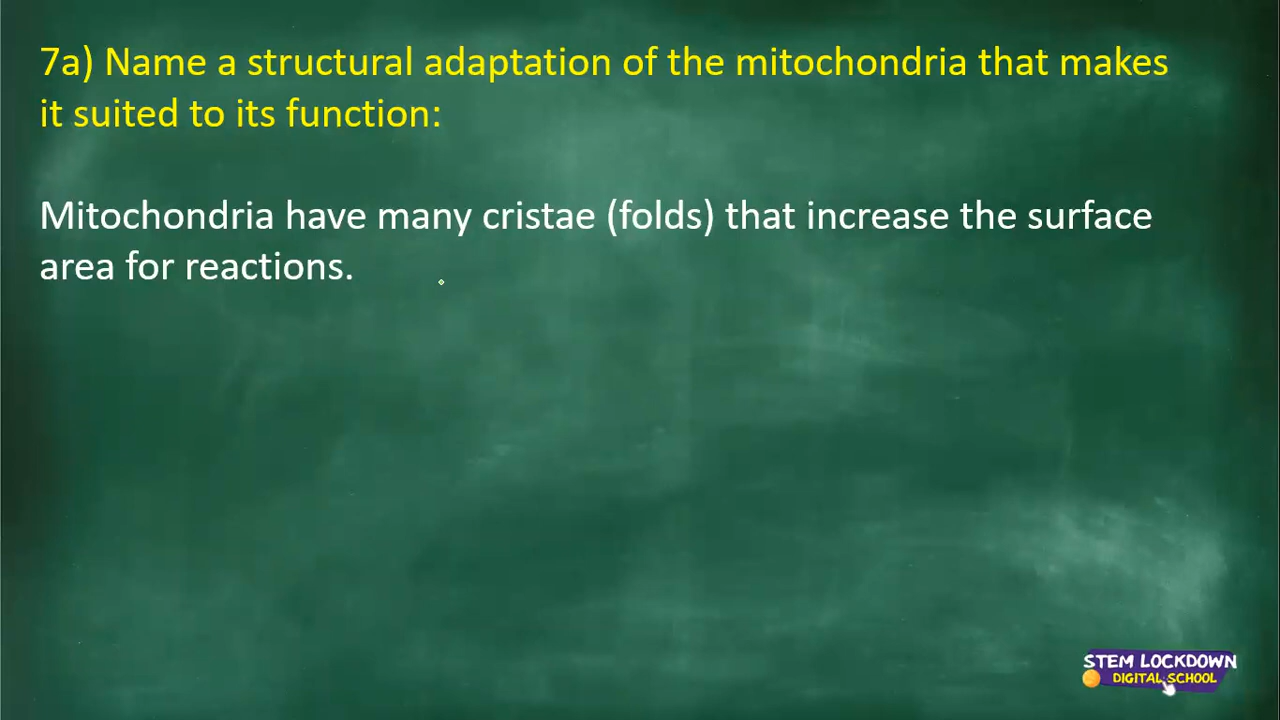 7a) Name a structural adaptation of the mitochondria that makes
it suited to its function:
Mitochondria have many cristae (folds) that increase the surface
area for reactions.
STEM LOCKDOWN
DIGITAL SCHOOL